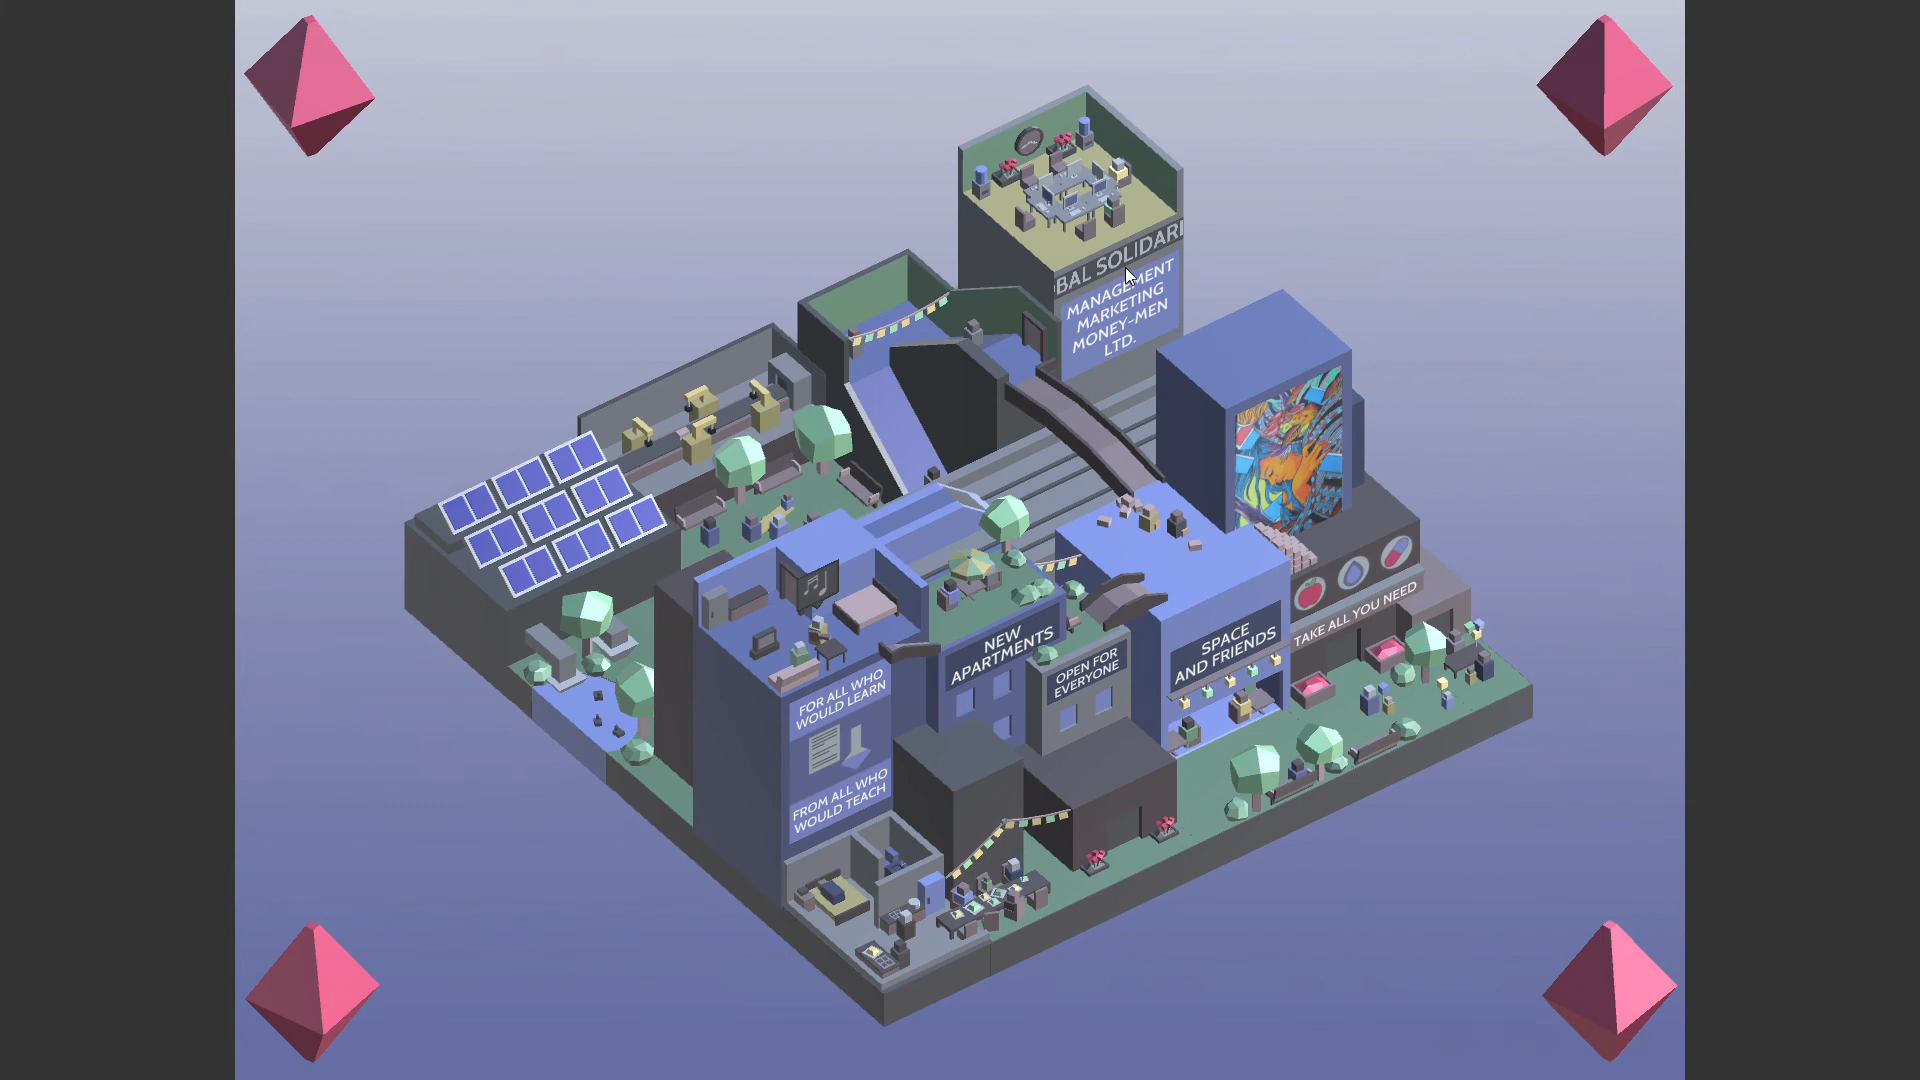 BAL SOLIDARI
MANAGEMENT
MARKETING
MONEY-MEN
LTD.
TAKE ALL YOU NEED
SPACE
AND FRIENDS
NEW
APARTMENTS
OPEN FOR
EVERYONE
FOR ALL WHO
WOULD LEARN
FROM ALL WHO
WOULD TEACH